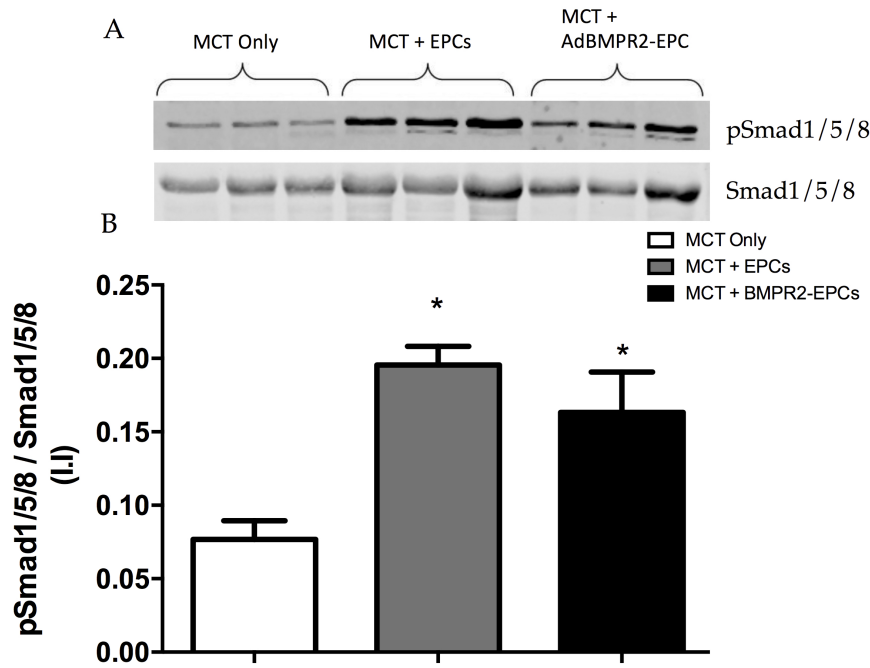 A
MCT Only
MCT + EPCs
MCT +
AdBMPR2-EPC
pSmad1/5/8
Smad1/5/8
B
MCT Only
MCT + EPCs
MCT + BMPR2-EPCs
pSmad1/5/8 / Smad1/5/8
(I.I)
0.25
0.20
0.15
0.10
0.05
0.00
*
*